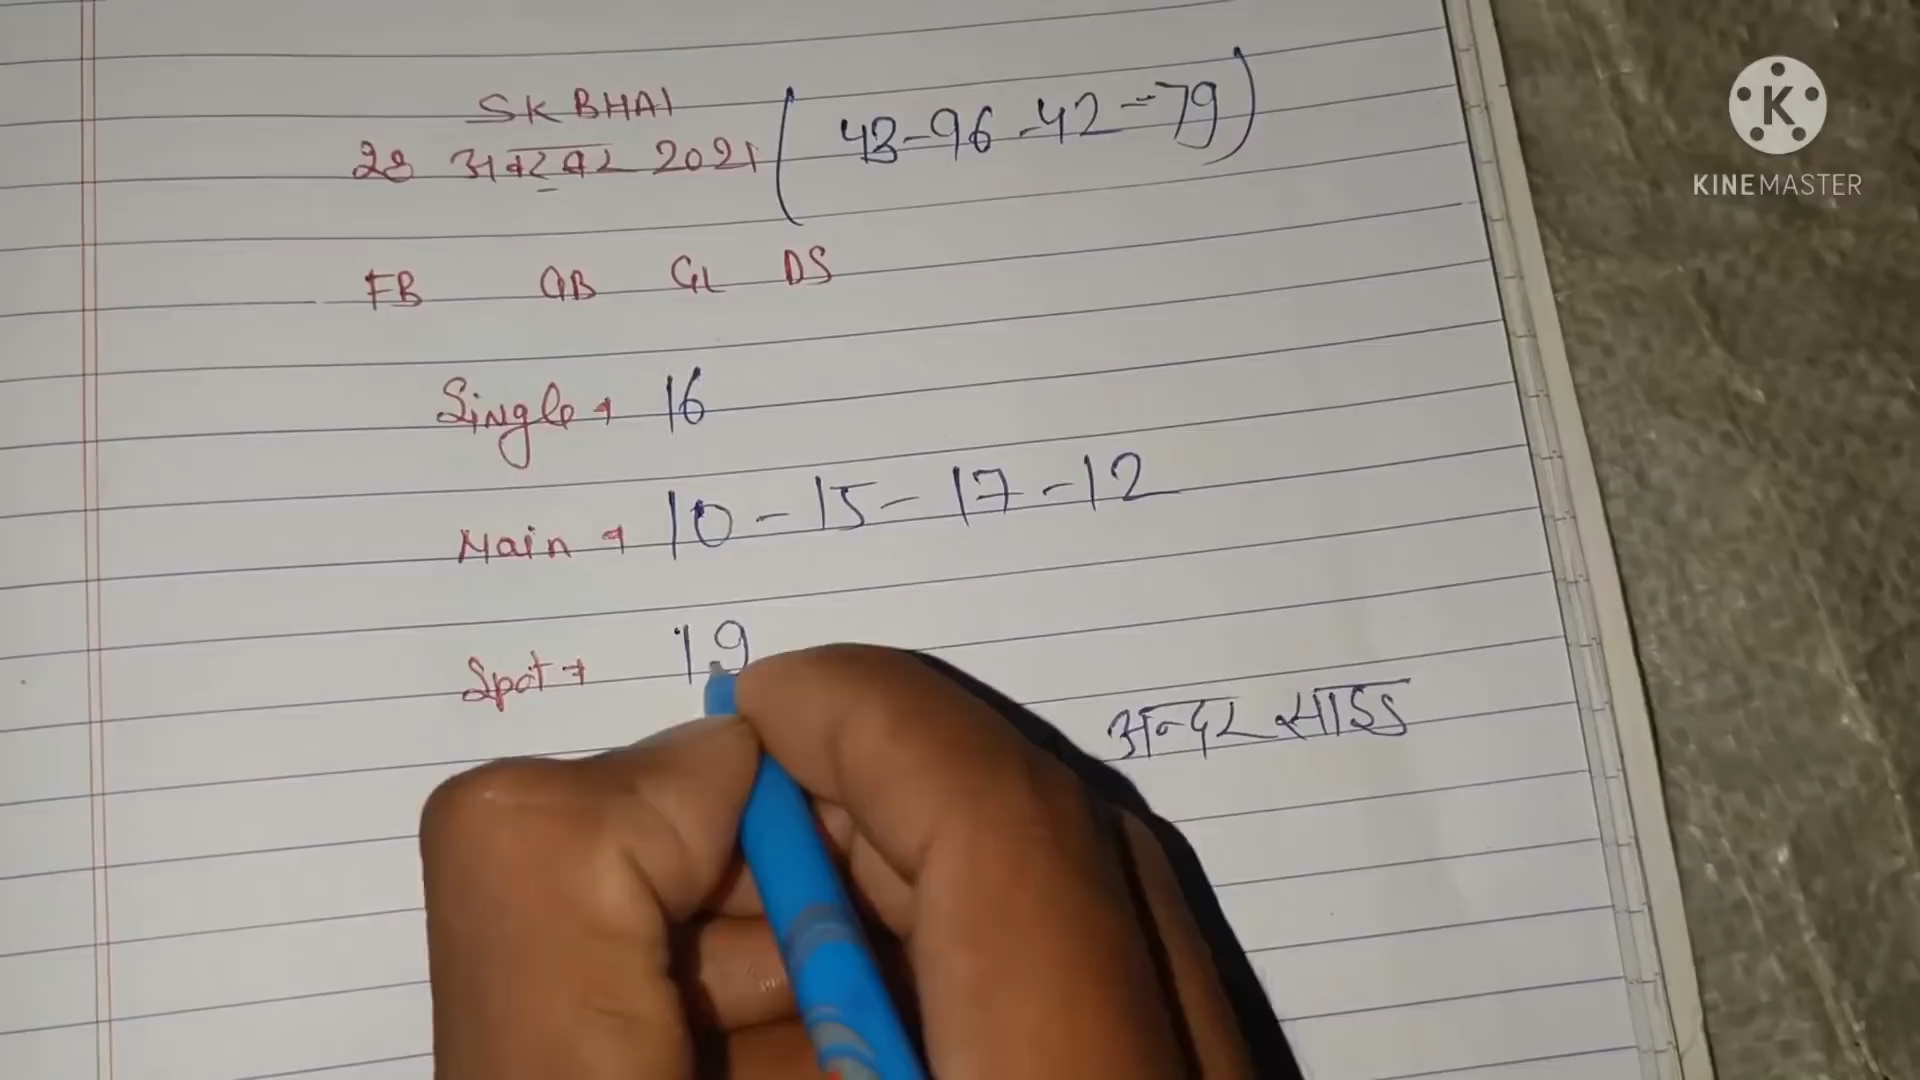 SK BHAI
28 अक्टूबर 2021 (43-96-42-79)
FB GB GL DS
Single → 16
Main → 10-15-17-12
Spot → 19
अन्दर साइड
KINEMASTER